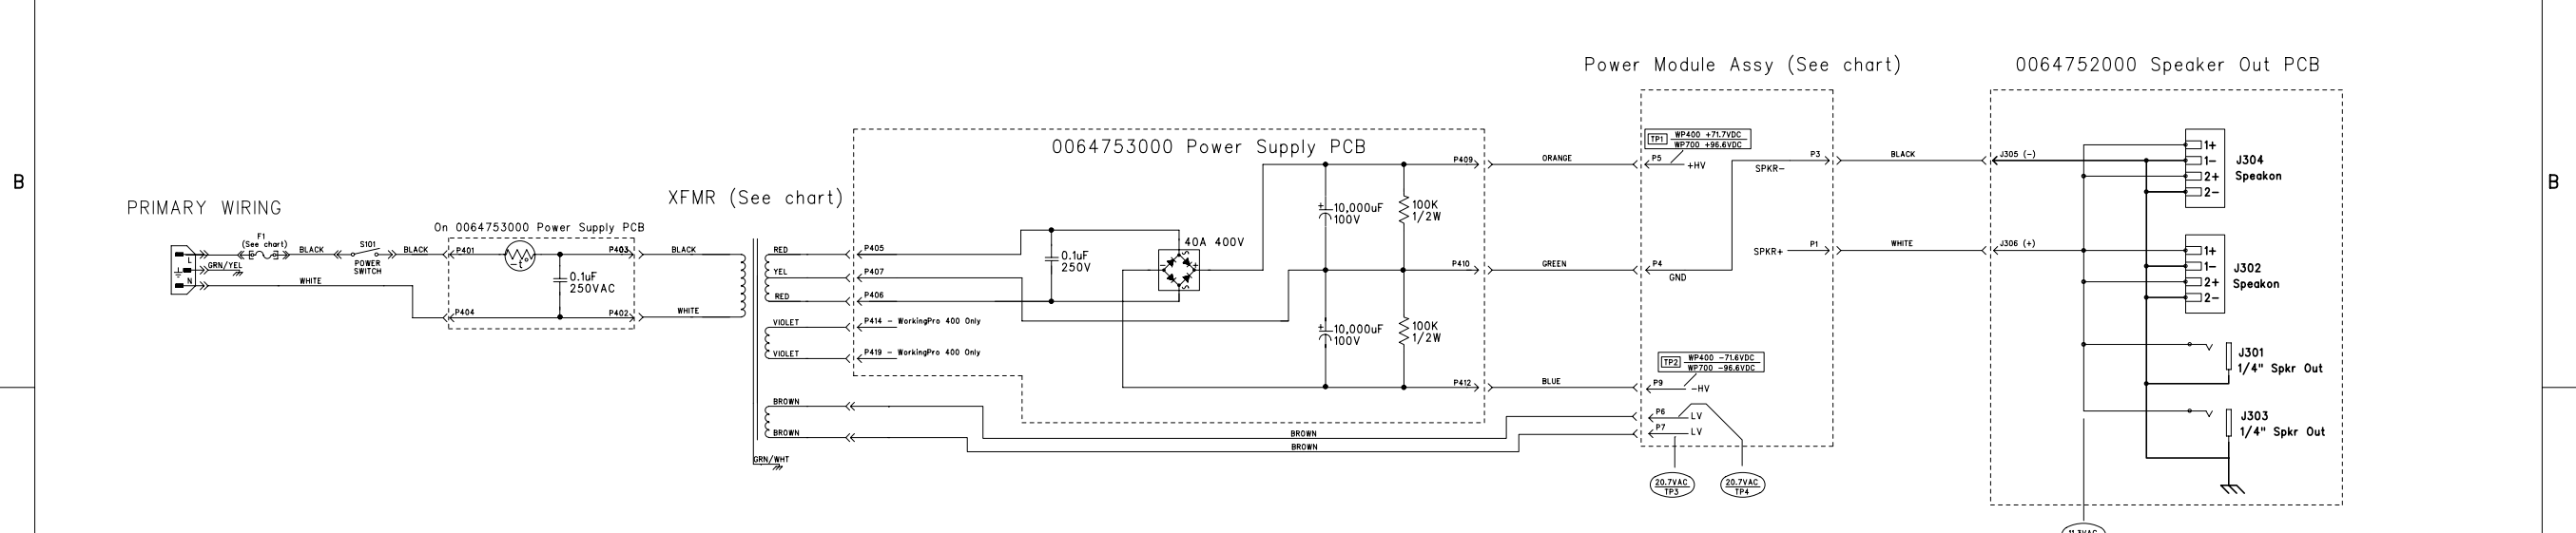 Power Module Assy (See chart)
0064752000 Speaker Out PCB
B
B
PRIMARY WIRING
XFMR (See chart)
0064753000 Power Supply PCB
On 0064753000 Power Supply PCB
F1
(See chart)
BLACK
S101
POWER
SWITCH
BLACK
P401
P403
BLACK
L
GRN/YEL
N
WHITE
-t°
0.1uF
250VAC
P404
P402
WHITE
RED
P405
YEL
P407
RED
P406
VIOLET
P414 - WorkingPro 400 Only
VIOLET
P419 - WorkingPro 400 Only
BROWN
BROWN
GRN/WHT
0.1uF
250V
40A 400V
10,000uF
100V
100K
1/2W
10,000uF
100V
100K
1/2W
P409
ORANGE
P410
GREEN
P412
BLUE
BROWN
BROWN
TP1
WP400 +71.7VDC
WP700 +96.6VDC
P5
+HV
SPKR-
P3
BLACK
J305 (-)
SPKR+
P1
WHITE
J306 (+)
P4
GND
TP2
WP400 -71.6VDC
WP700 -96.6VDC
P9
-HV
P6
LV
P7
LV
20.7VAC
TP3
20.7VAC
TP4
1+
1-
2+
2-
J304
Speakon
1+
1-
2+
2-
J302
Speakon
J301
1/4" Spkr Out
J303
1/4" Spkr Out